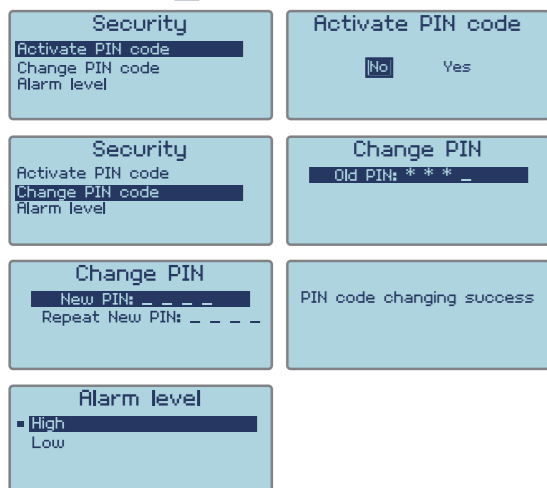 Security
Activate PIN code
Change PIN code
Alarm level
Activate PIN code
No Yes
Security
Activate PIN code
Change PIN code
Alarm level
Change PIN
Old PIN: * * * _
Change PIN
New PIN: _ _ _ _
Repeat New PIN: _ _ _ _
PIN code changing success
Alarm level
High
Low